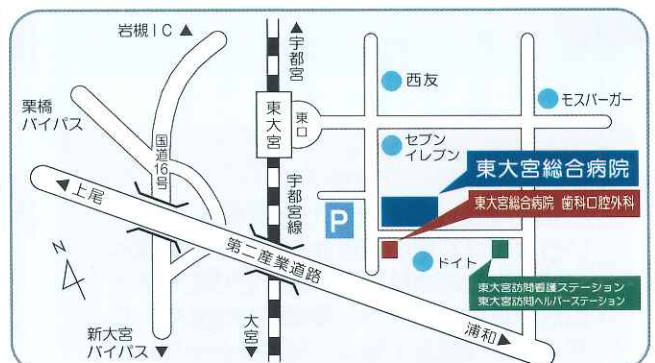 岩槻IC▲
▲宇都宮
栗橋
バイパス
国道16号
東大宮
東口
西友
モスバーガー
セブン
イレブン
東大宮総合病院
東大宮総合病院 歯科口腔外科
宇都宮線
P
◀上尾
第二産業道路
ドイト
東大宮訪問看護ステーション
東大宮訪問ヘルパーステーション
N
新大宮
バイパス▼
大宮▼
浦和▶